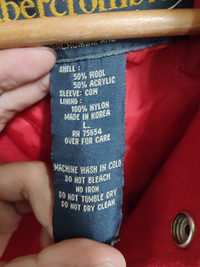 bercrombie
SHELL:
50% WOOL
50% ACRYLIC
SLEEVE: COW
LINING:
100% NYLON
MADE IN KOREA
L
RN 75654
OVER FOR CARE
MACHINE WASH IN COLD
DO NOT BLEACH
NO IRON
DO NOT TUMBLE DRY
DO NOT DRY CLEAN